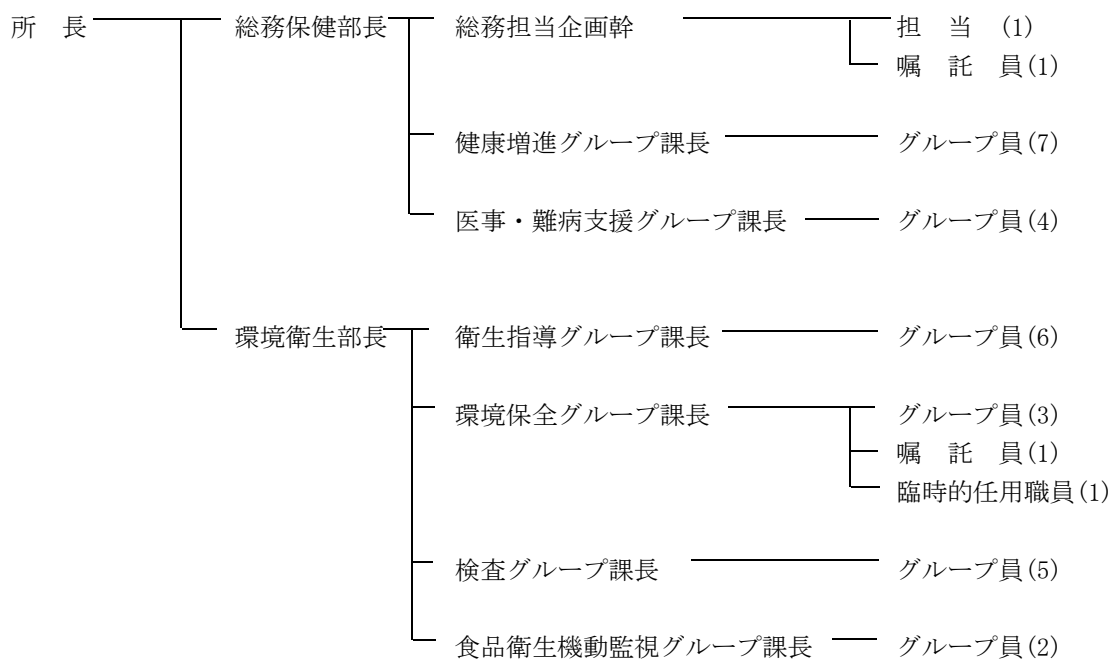 所　長 総務保健部長 総務担当企画幹 担　当　(1)
嘱　託　員(1)
健康増進グループ課長 グループ員(7)
医事・難病支援グループ課長 グループ員(4)
環境衛生部長 衛生指導グループ課長 グループ員(6)
環境保全グループ課長 グループ員(3)
嘱　託　員(1)
臨時的任用職員(1)
検査グループ課長 グループ員(5)
食品衛生機動監視グループ課長 グループ員(2)